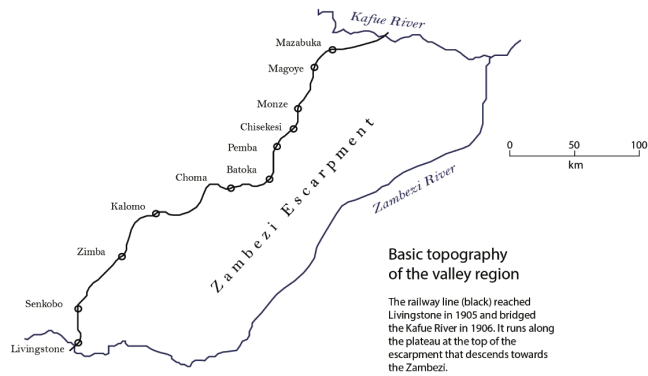 Kafue River
Mazabuka
Magoye
Monze
Chisekesi
Pemba
Batoka
Choma
Kalomo
Zimba
Senkobo
Livingstone
Zambezi Escarpment
Zambezi River
0 50 100
km
Basic topography
of the valley region
The railway line (black) reached
Livingstone in 1905 and bridged
the Kafue River in 1906. It runs along
the plateau at the top of the
escarpment that descends towards
the Zambezi.